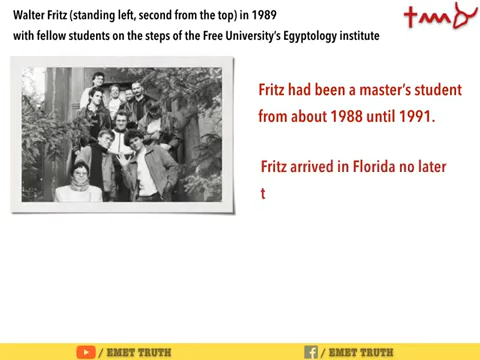 Walter Fritz (standing left, second from the top) in 1989
with fellow students on the steps of the Free University's Egyptology institute
Fritz had been a master's student
from about 1988 until 1991.
Fritz arrived in Florida no later
t
/ EMET TRUTH
/ EMET TRUTH